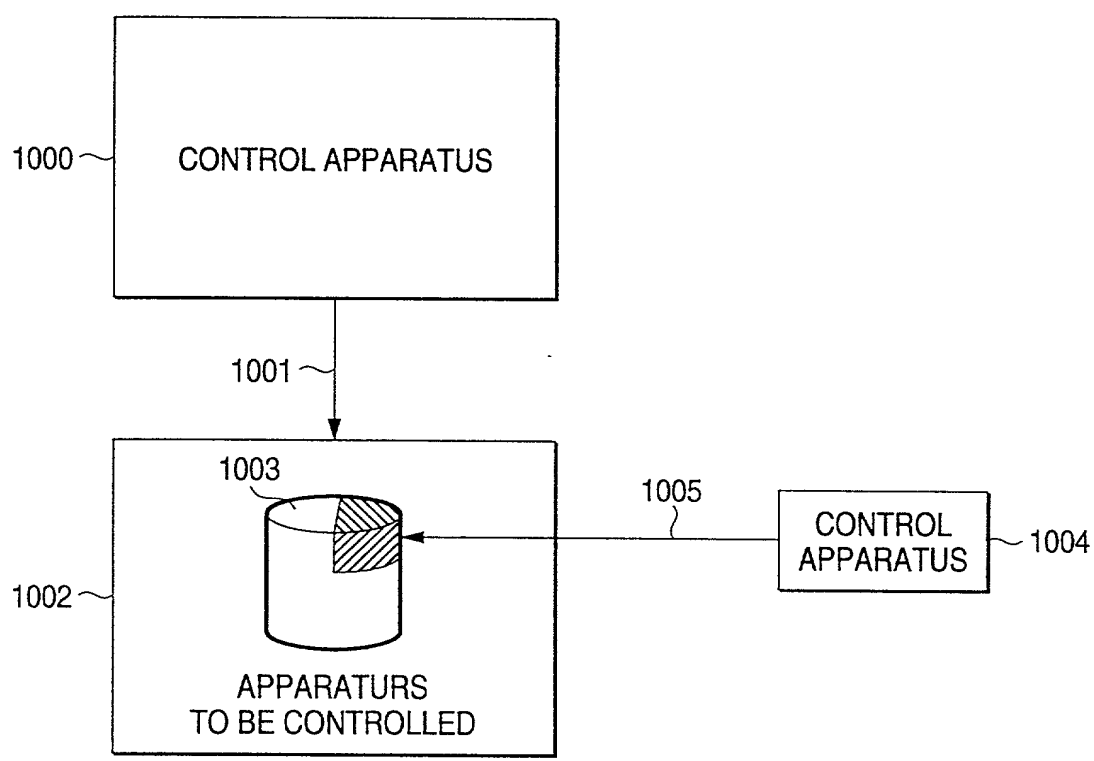 1000
CONTROL APPARATUS
1001
1003
1005
CONTROL
APPARATUS
1004
1002
APPARATURS
TO BE CONTROLLED